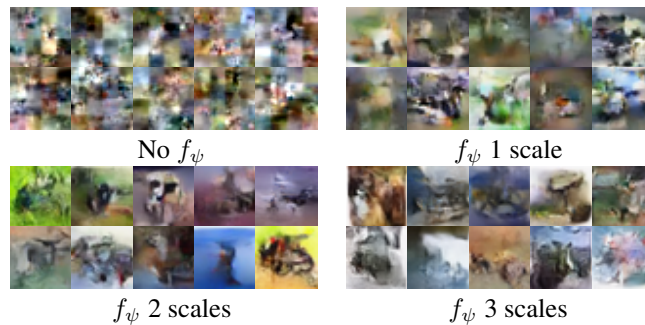 No f_ψ
f_ψ 1 scale
f_ψ 2 scales
f_ψ 3 scales